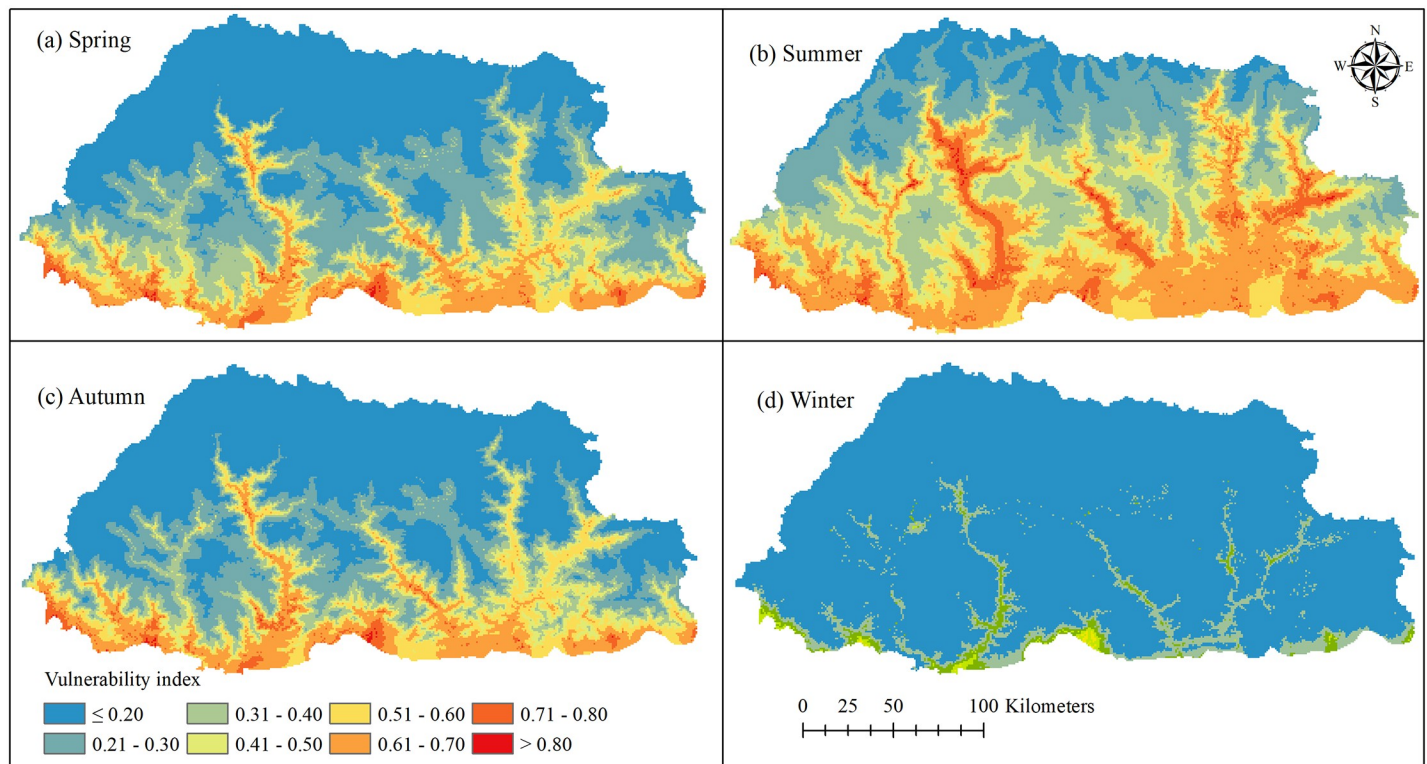 (a) Spring
(b) Summer
N
W E
S
(c) Autumn
(d) Winter
Vulnerability index
≤ 0.20 0.31 - 0.40 0.51 - 0.60 0.71 - 0.80
0.21 - 0.30 0.41 - 0.50 0.61 - 0.70 > 0.80
0 25 50 100 Kilometers